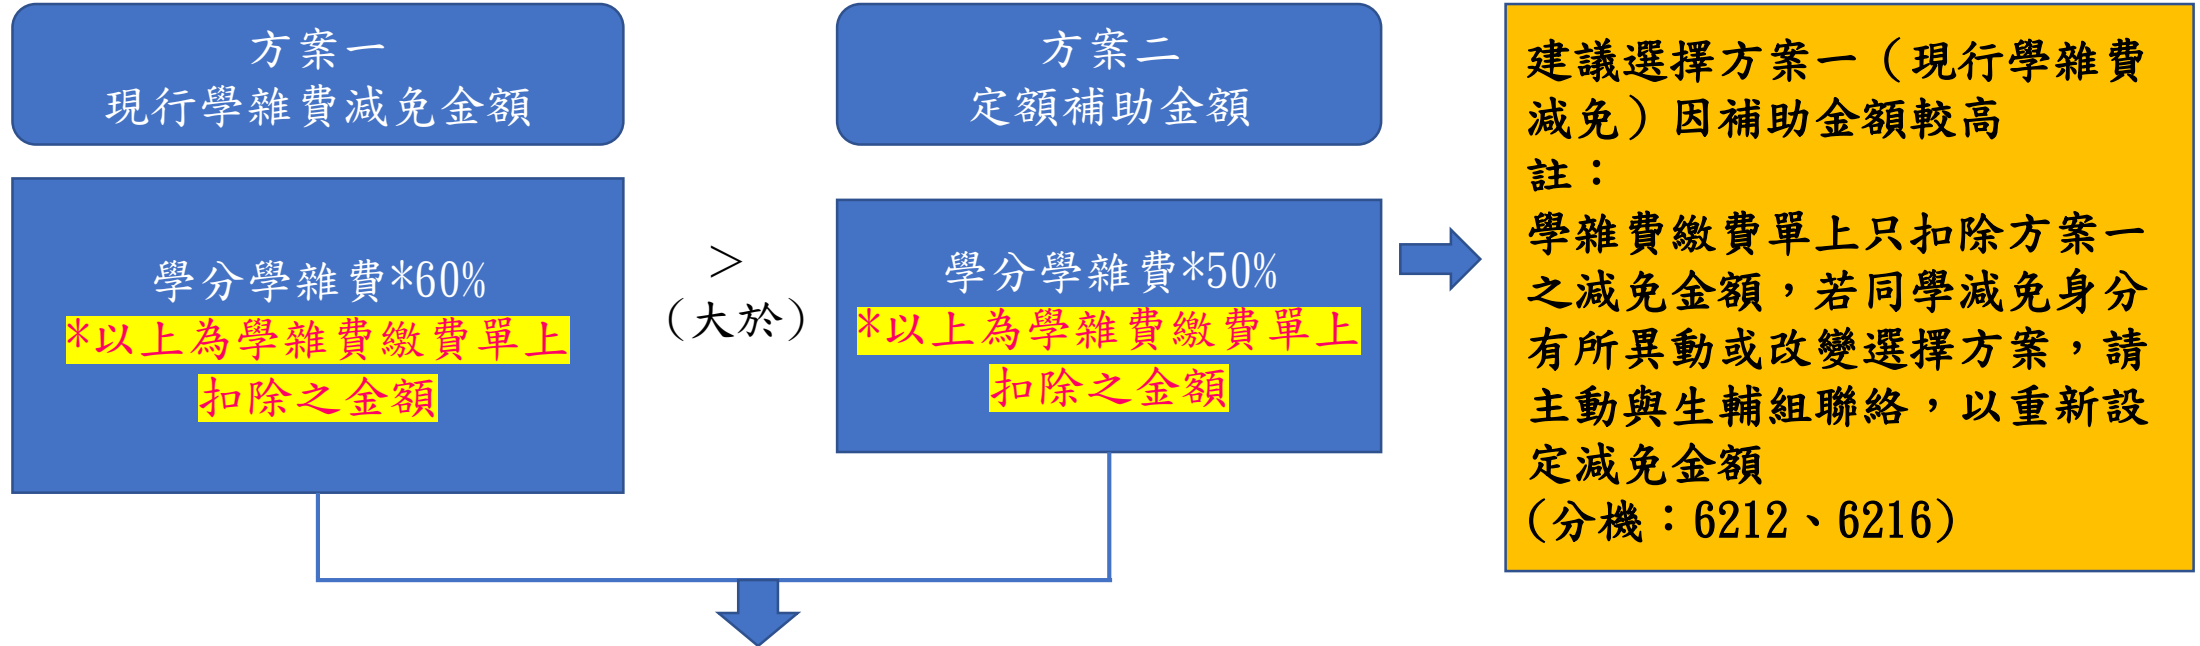 方案一
現行學雜費減免金額
學分學雜費*60%
*以上為學雜費繳費單上
扣除之金額
>
(大於)
方案二
定額補助金額
學分學雜費*50%
*以上為學雜費繳費單上
扣除之金額
建議選擇方案一（現行學雜費
減免）因補助金額較高
註：
學雜費繳費單上只扣除方案一
之減免金額，若同學減免身分
有所異動或改變選擇方案，請
主動與生輔組聯絡，以重新設
定減免金額
(分機：6212、6216)